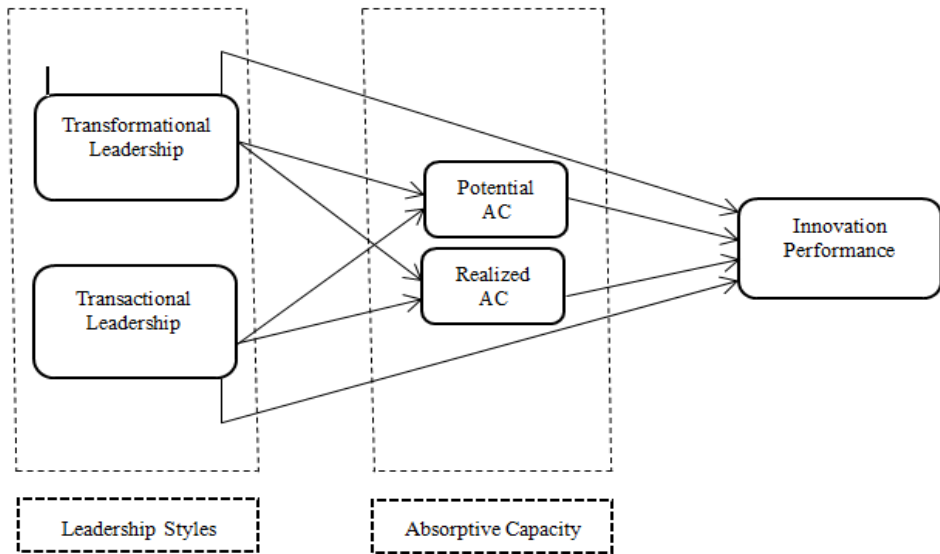 Transformational
Leadership
Potential
AC
Innovation
Performance
Realized
AC
Transactional
Leadership
Leadership Styles
Absorptive Capacity